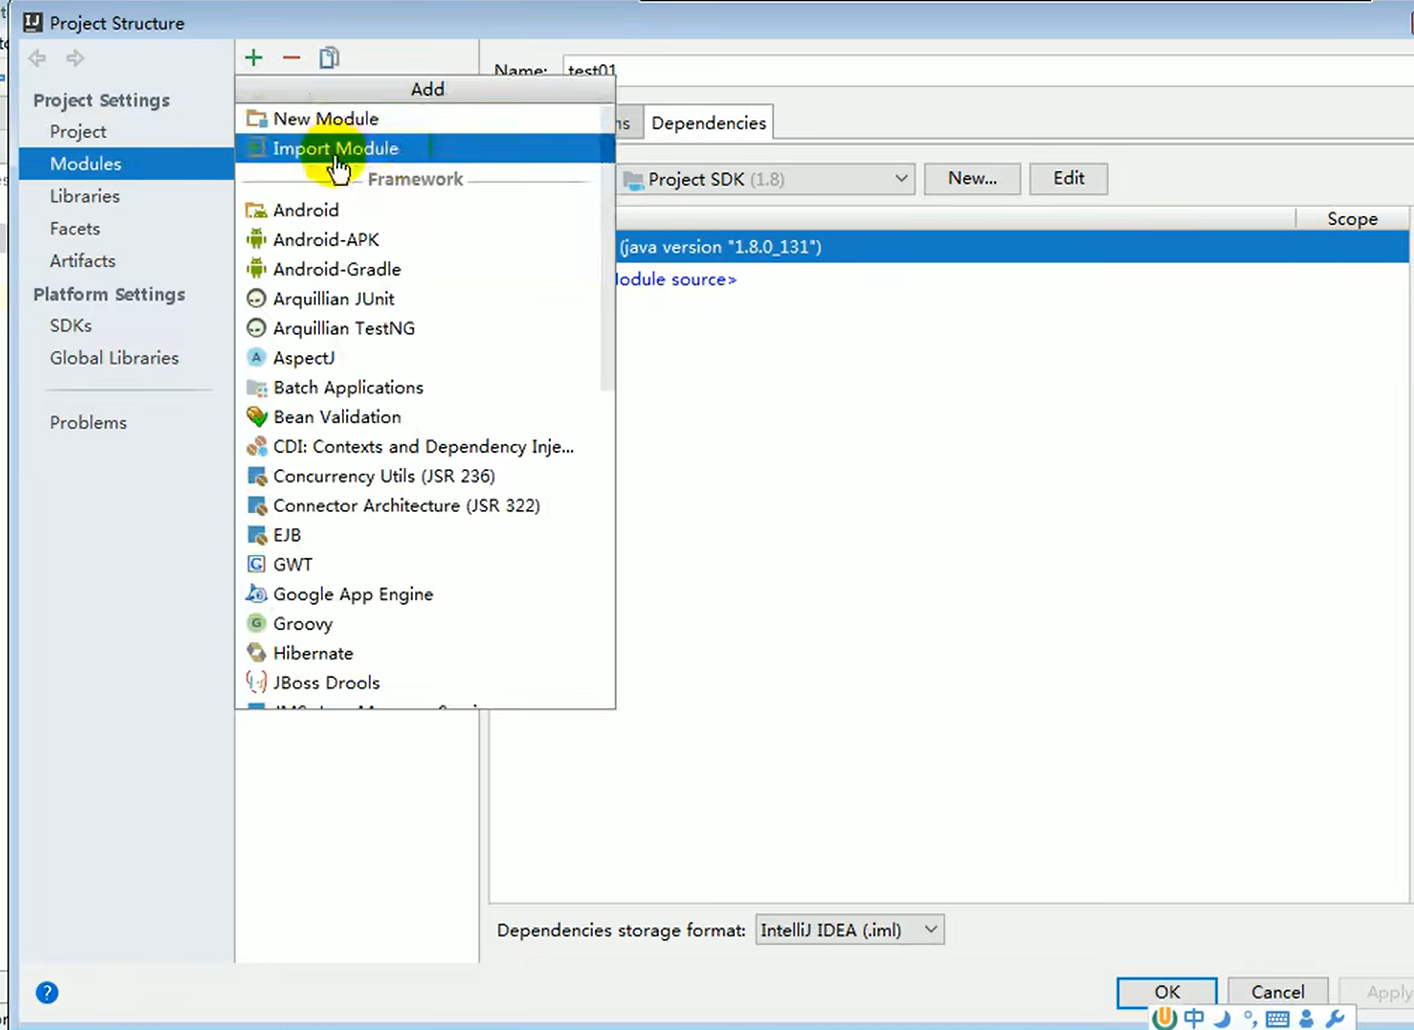 Project Structure
Name: test01
Add
Project Settings
New Module
Dependencies
Project
Import Module
Modules
Framework
Project SDK (1.8)
New...
Edit
Libraries
Android
Scope
Facets
Android-APK
(java version "1.8.0_131")
Artifacts
Android-Gradle
Module source>
Platform Settings
Arquillian JUnit
SDKs
Arquillian TestNG
Global Libraries
AspectJ
Batch Applications
Problems
Bean Validation
CDI: Contexts and Dependency Inje...
Concurrency Utils (JSR 236)
Connector Architecture (JSR 322)
EJB
GWT
Google App Engine
Groovy
Hibernate
JBoss Drools
Dependencies storage format: IntelliJ IDEA (.iml)
?
OK
Cancel
Apply
中